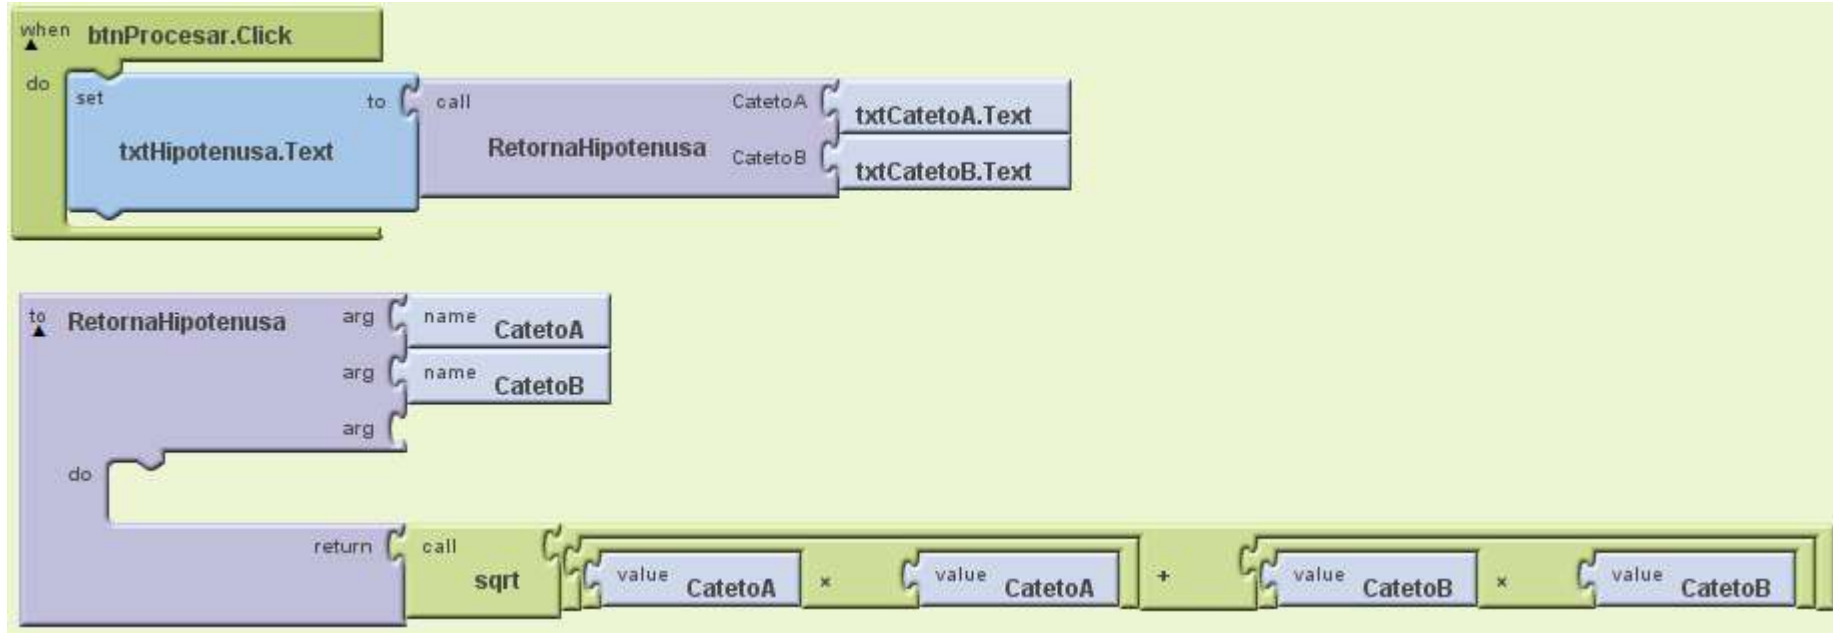 when btnProcesar.Click
do
set to call CatetoA txtCatetoA.Text
txtHipotenusa.Text RetornaHipotenusa CatetoB txtCatetoB.Text
to RetornaHipotenusa arg name CatetoA
arg name CatetoB
arg
do
return call sqrt value CatetoA × value CatetoA + value CatetoB × value CatetoB